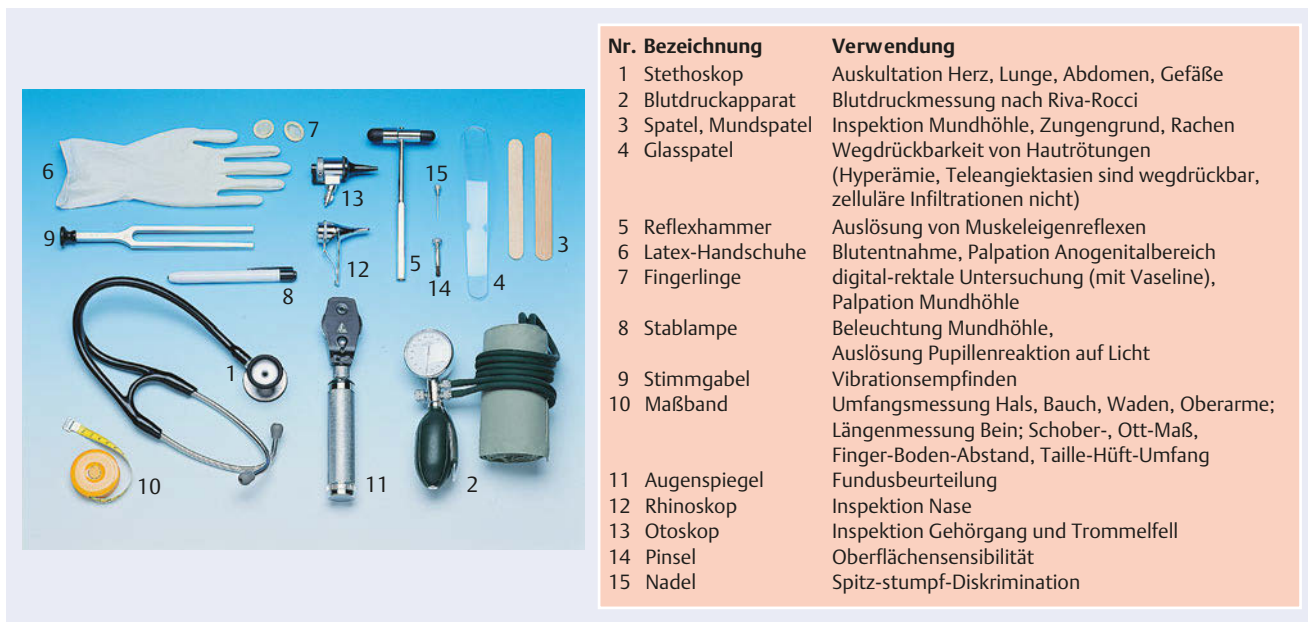 6
7
13
15
9
8
12
5
14
4
3
1
10
11
2
Nr. Bezeichnung Verwendung
1 Stethoskop Auskultation Herz, Lunge, Abdomen, Gefäße
2 Blutdruckapparat Blutdruckmessung nach Riva-Rocci
3 Spatel, Mundspatel Inspektion Mundhöhle, Zungengrund, Rachen
4 Glasspatel Wegdrückbarkeit von Hautrötungen
(Hyperämie, Teleangiektasien sind wegdrückbar,
zelluläre Infiltrationen nicht)
5 Reflexhammer Auslösung von Muskeleigenreflexen
6 Latex-Handschuhe Blutentnahme, Palpation Anogenitalbereich
7 Fingerlinge digital-rektale Untersuchung (mit Vaseline),
Palpation Mundhöhle
8 Stablampe Beleuchtung Mundhöhle,
Auslösung Pupillenreaktion auf Licht
9 Stimmgabel Vibrationsempfinden
10 Maßband Umfangsmessung Hals, Bauch, Waden, Oberarme;
Längenmessung Bein; Schober-, Ott-Maß,
Finger-Boden-Abstand, Taille-Hüft-Umfang
11 Augenspiegel Fundusbeurteilung
12 Rhinoskop Inspektion Nase
13 Otoskop Inspektion Gehörgang und Trommelfell
14 Pinsel Oberflächensensibilität
15 Nadel Spitz-stumpf-Diskrimination